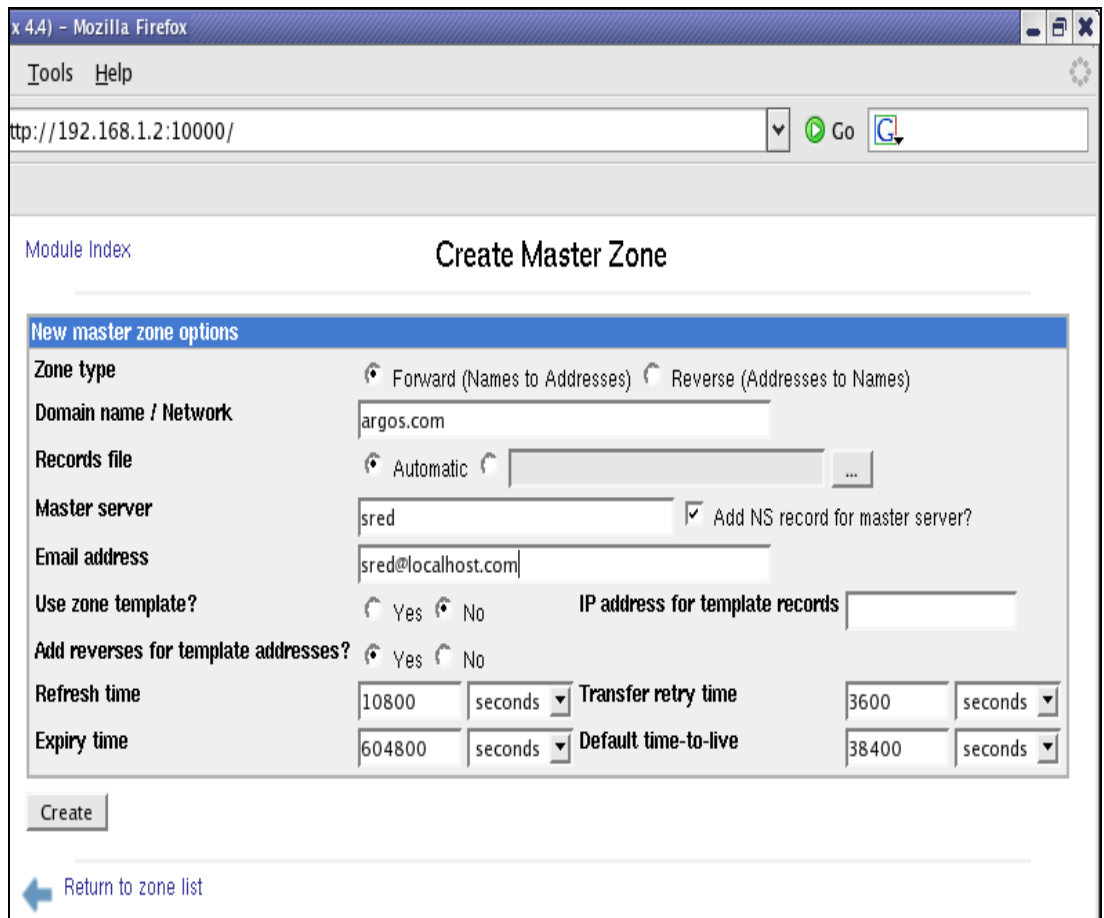 x 4.4) – Mozilla Firefox
Tools Help
ttp://192.168.1.2:10000/ Go G
Module Index
Create Master Zone
New master zone options
Zone type Forward (Names to Addresses) Reverse (Addresses to Names)
Domain name / Network argos.com
Records file Automatic ...
Master server sred Add NS record for master server?
Email address sred@localhost.com
Use zone template? Yes No IP address for template records
Add reverses for template addresses? Yes No
Refresh time 10800 seconds Transfer retry time 3600 seconds
Expiry time 604800 seconds Default time-to-live 38400 seconds
Create
Return to zone list